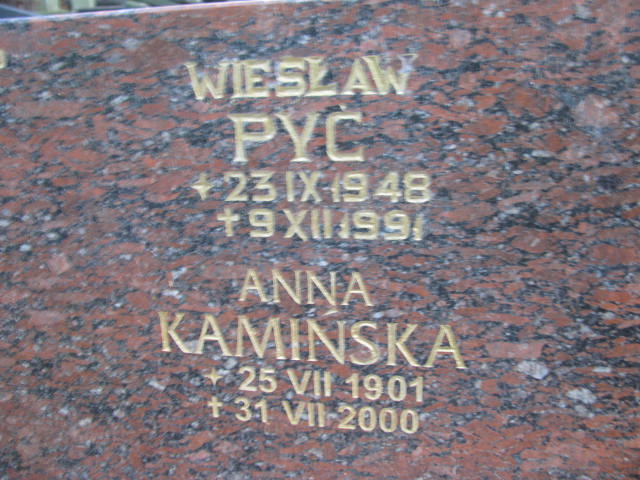 WIESŁAW
PYĆ
+ 23 IX 1948
+ 9 XII 1991
ANNA
KAMIŃSKA
+ 25 VII 1901
+ 31 VII 2000